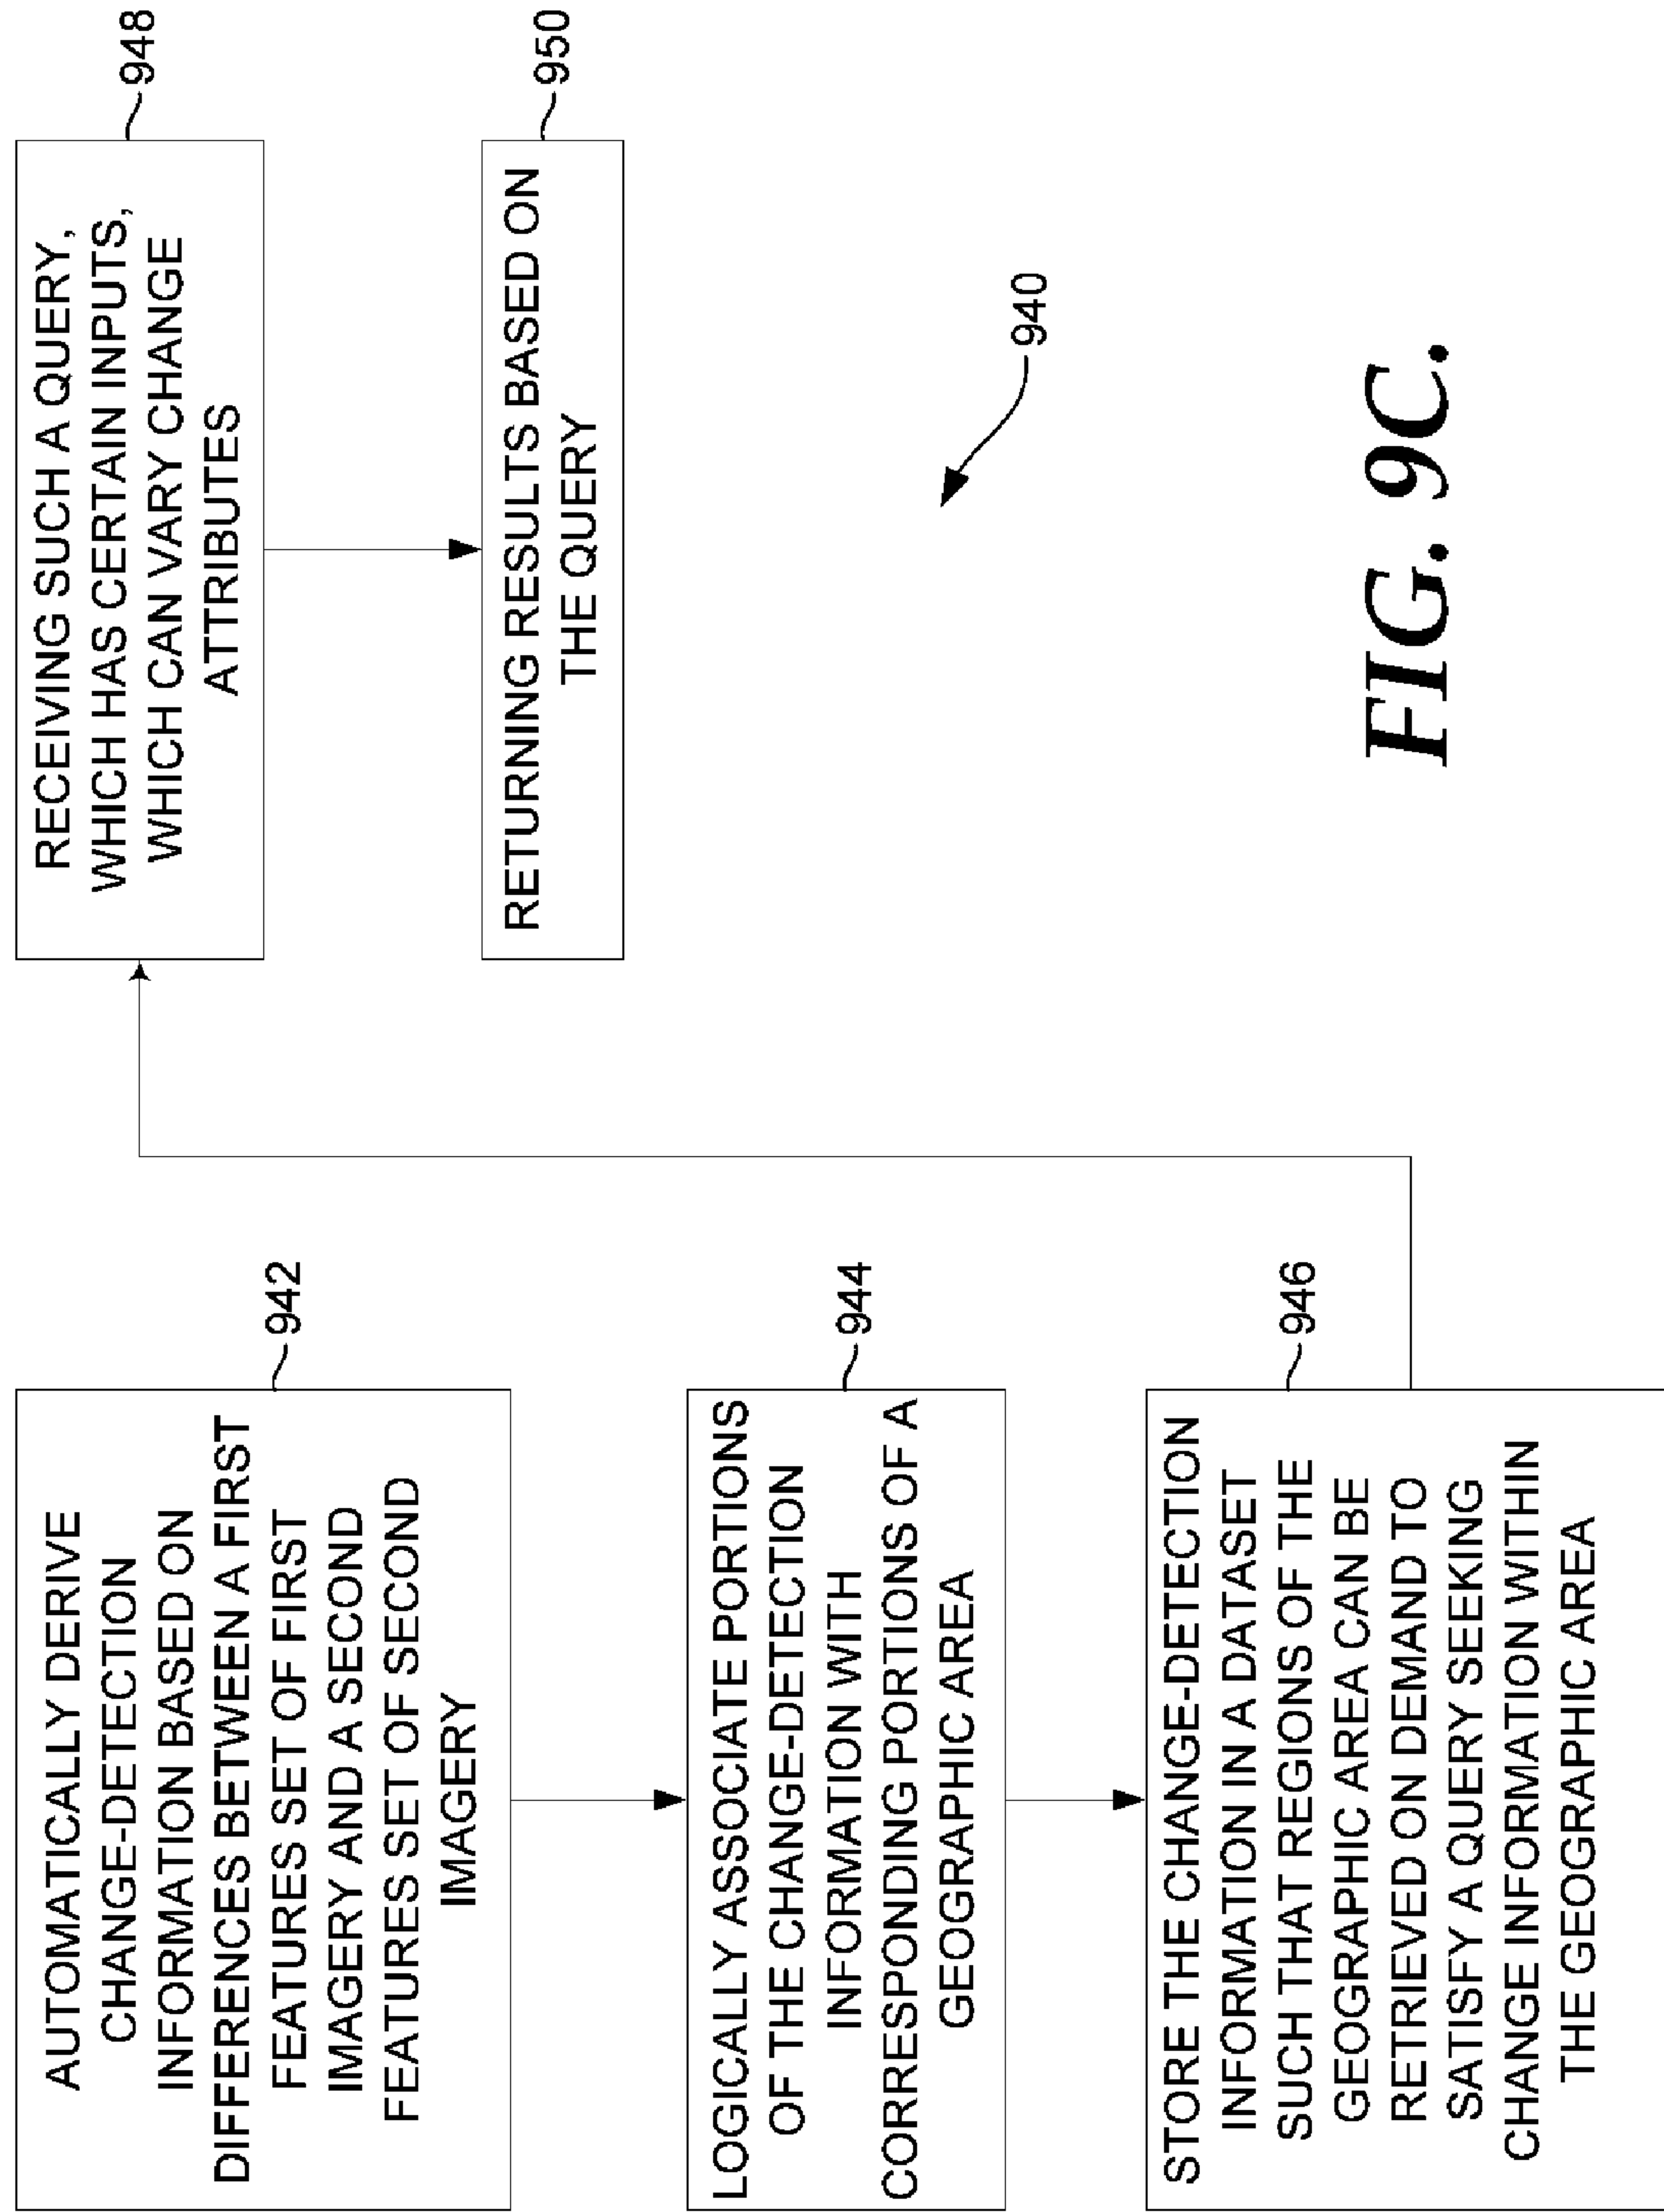 AUTOMATICALLY DERIVE
CHANGE-DETECTION
INFORMATION BASED ON
DIFFERENCES BETWEEN A FIRST
FEATURES SET OF FIRST
IMAGERY AND A SECOND
FEATURES SET OF SECOND
IMAGERY
942
LOGICALLY ASSOCIATE PORTIONS
OF THE CHANGE-DETECTION
INFORMATION WITH
CORRESPONDING PORTIONS OF A
GEOGRAPHIC AREA
944
STORE THE CHANGE-DETECTION
INFORMATION IN A DATASET
SUCH THAT REGIONS OF THE
GEOGRAPHIC AREA CAN BE
RETRIEVED ON DEMAND TO
SATISFY A QUERY SEEKING
CHANGE INFORMATION WITHIN
THE GEOGRAPHIC AREA
946
RECEIVING SUCH A QUERY,
WHICH HAS CERTAIN INPUTS,
WHICH CAN VARY CHANGE
ATTRIBUTES
948
RETURNING RESULTS BASED ON
THE QUERY
950
940
FIG. 9C.